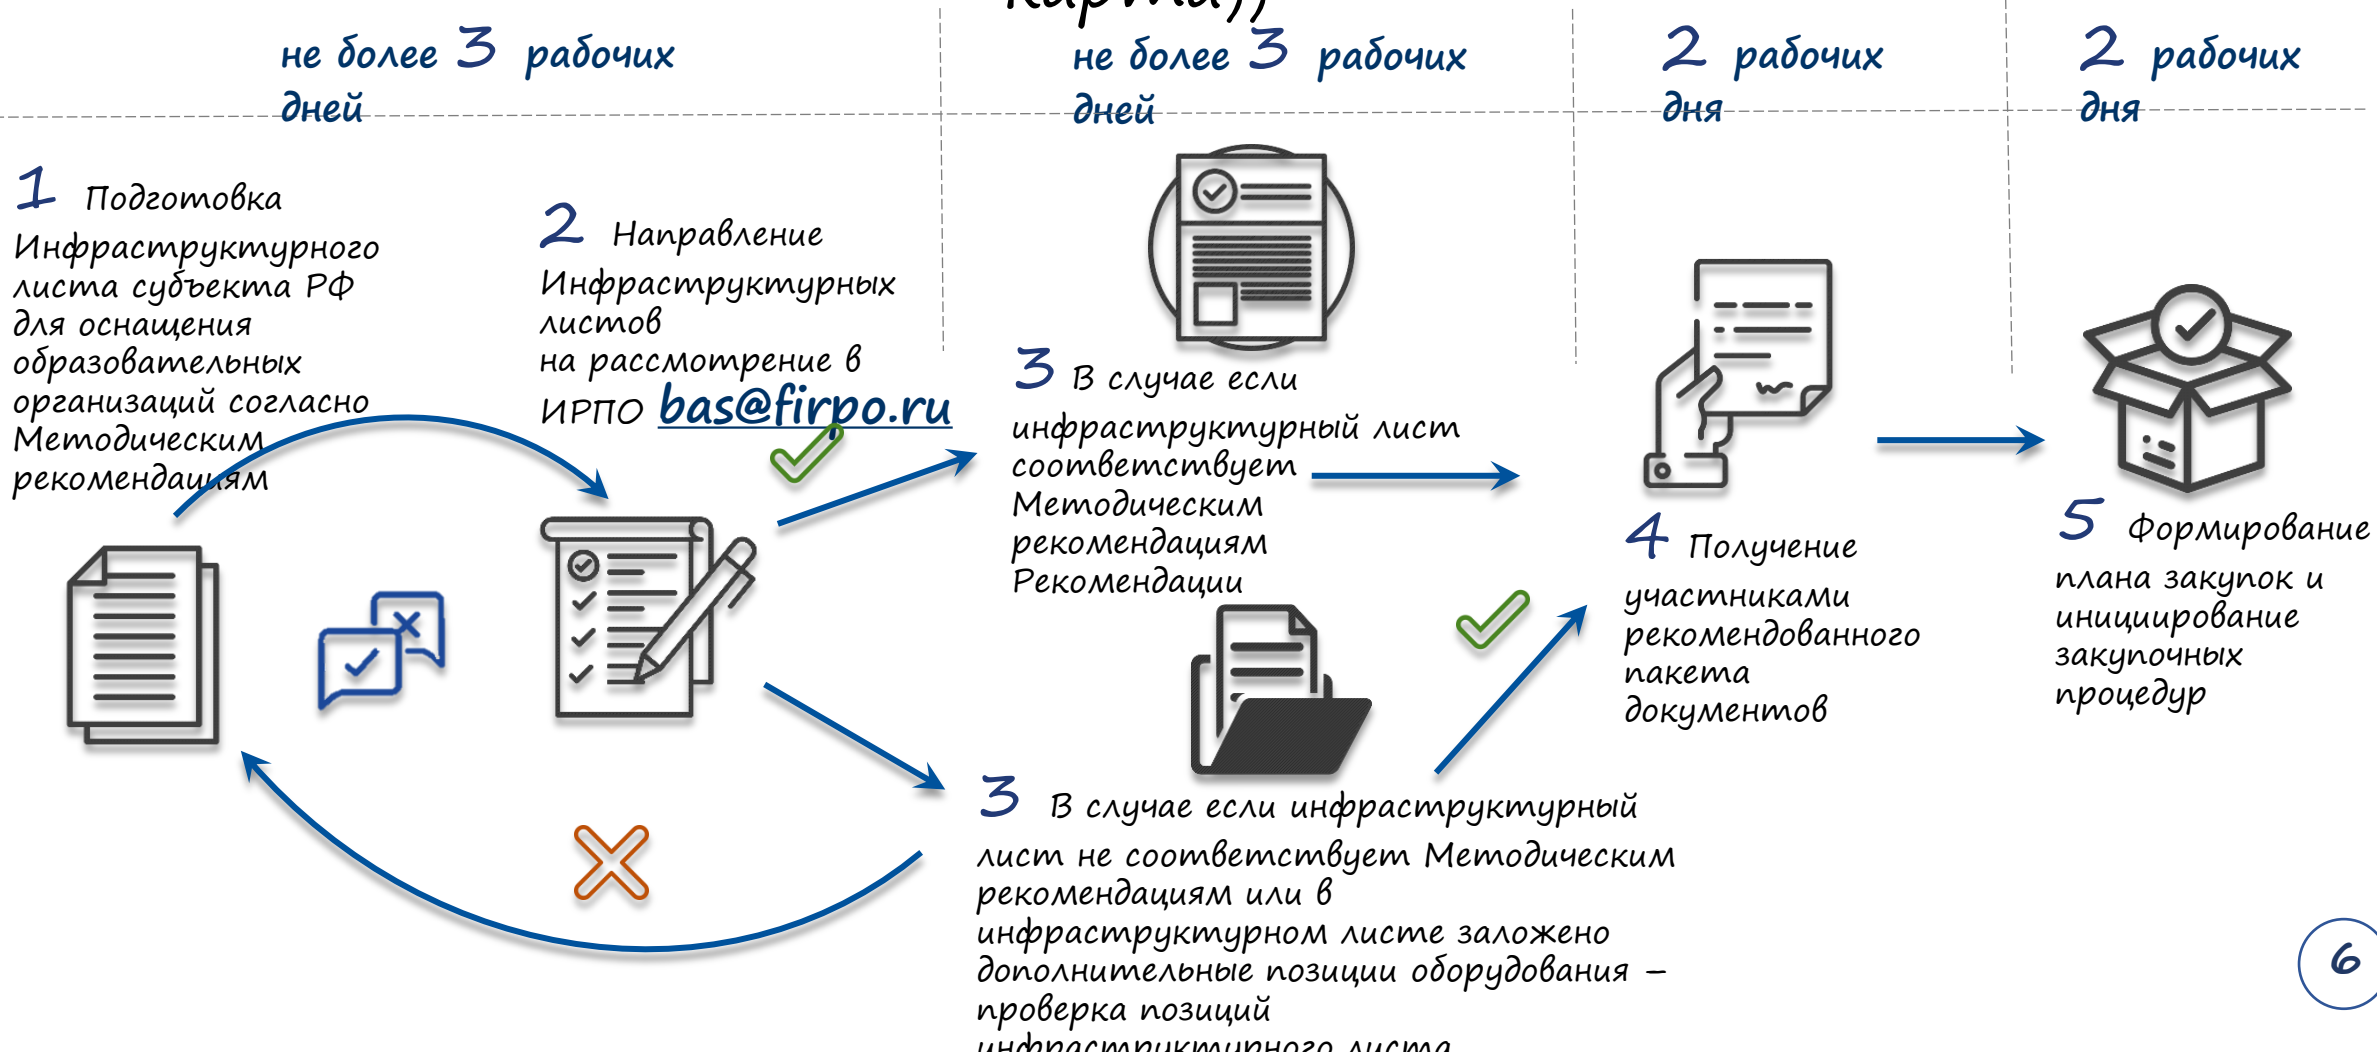 карта»
не более 3 рабочих
дней
не более 3 рабочих
дней
2 рабочих
дня
2 рабочих
дня
1 Подготовка
Инфраструктурного
листа субъекта РФ
для оснащения
образовательных
организаций согласно
Методическим
рекомендациям
2 Направление
Инфраструктурных
листов
на рассмотрение в
ИРПО bas@firpo.ru
3 В случае если
инфраструктурный лист
соответствует
Методическим
рекомендациям
Рекомендации
3 В случае если инфраструктурный
лист не соответствует Методическим
рекомендациям или в
инфраструктурном листе заложено
дополнительные позиции оборудования –
проверка позиций
инфраструктурного листа
4 Получение
участниками
рекомендованного
пакета
документов
5 Формирование
плана закупок и
инициирование
закупочных
процедур
6